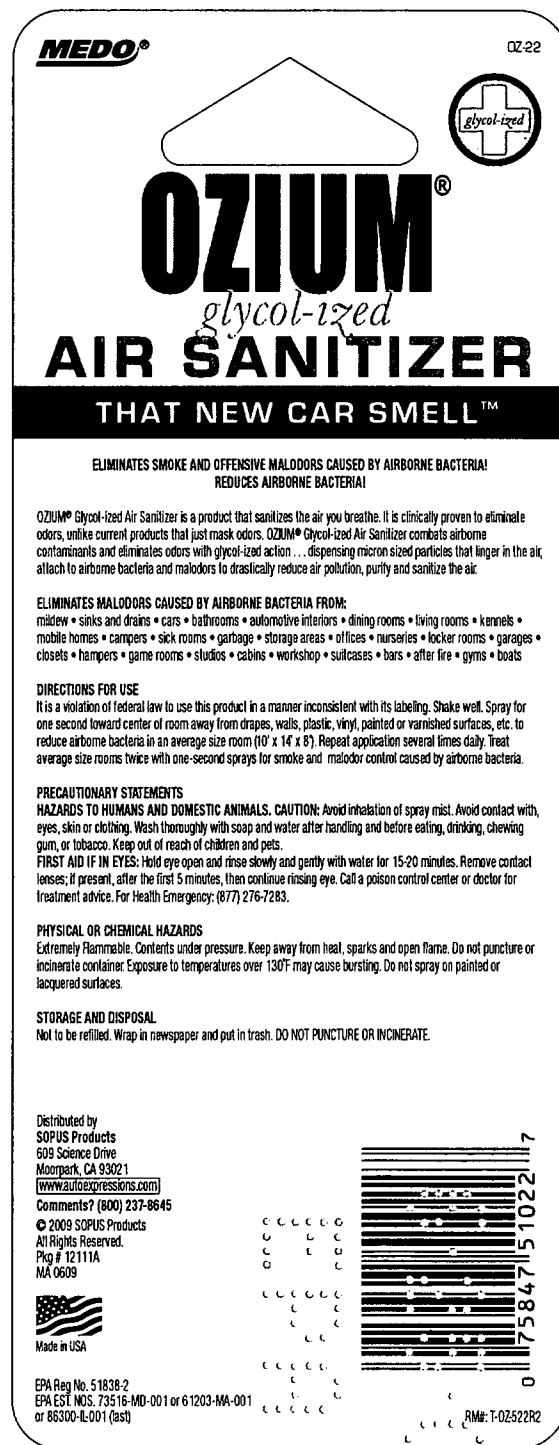 MEDO®
OZ-22
glycol-ized
OZIUM®
glycol-ized
AIR SANITIZER
THAT NEW CAR SMELL™
ELIMINATES SMOKE AND OFFENSIVE MALODORS CAUSED BY AIRBORNE BACTERIA!
REDUCES AIRBORNE BACTERIA!
OZIUM® Glycol-ized Air Sanitizer is a product that sanitizes the air you breathe. It is clinically proven to eliminate
odors, unlike current products that just mask odors. OZIUM® Glycol-ized Air Sanitizer combats airborne
contaminants and eliminates odors with glycol-ized action . . . dispensing micron sized particles that linger in the air,
attach to airborne bacteria and malodors to drastically reduce air pollution, purify and sanitize the air.
ELIMINATES MALODORS CAUSED BY AIRBORNE BACTERIA FROM:
mildew • sinks and drains • cars • bathrooms • automotive interiors • dining rooms • living rooms • kennels •
mobile homes • campers • sick rooms • garbage • storage areas • offices • nurseries • locker rooms • garages •
closets • hampers • game rooms • studios • cabins • workshop • suitcases • bars • after fire • gyms • boats
DIRECTIONS FOR USE
It is a violation of federal law to use this product in a manner inconsistent with its labeling. Shake well. Spray for
one second toward center of room away from drapes, walls, plastic, vinyl, painted or varnished surfaces, etc. to
reduce airborne bacteria in an average size room (10' x 14' x 8'). Repeat application several times daily. Treat
average size rooms twice with one-second sprays for smoke and malodor control caused by airborne bacteria.
PRECAUTIONARY STATEMENTS
HAZARDS TO HUMANS AND DOMESTIC ANIMALS. CAUTION: Avoid inhalation of spray mist. Avoid contact with,
eyes, skin or clothing. Wash thoroughly with soap and water after handling and before eating, drinking, chewing
gum, or tobacco. Keep out of reach of children and pets.
FIRST AID IF IN EYES: Hold eye open and rinse slowly and gently with water for 15-20 minutes. Remove contact
lenses; if present, after the first 5 minutes, then continue rinsing eye. Call a poison control center or doctor for
treatment advice. For Health Emergency: (877) 276-7283.
PHYSICAL OR CHEMICAL HAZARDS
Extremely Flammable. Contents under pressure. Keep away from heat, sparks and open flame. Do not puncture or
incinerate container. Exposure to temperatures over 130°F may cause bursting. Do not spray on painted or
lacquered surfaces.
STORAGE AND DISPOSAL
Not to be refilled. Wrap in newspaper and put in trash. DO NOT PUNCTURE OR INCINERATE.
Distributed by
SOPUS Products
609 Science Drive
Moorpark, CA 93021
www.autoexpressions.com
Comments? (800) 237-8645
© 2009 SOPUS Products
All Rights Reserved.
Pkg # 12111A
MA 0609
Made in USA
EPA Reg No. 51838-2
EPA EST. NOS. 73516-MD-001 or 61203-MA-001
or 86300-IL-001 (last)
0 75847 51022 7
RM#: T-OZ-522R2